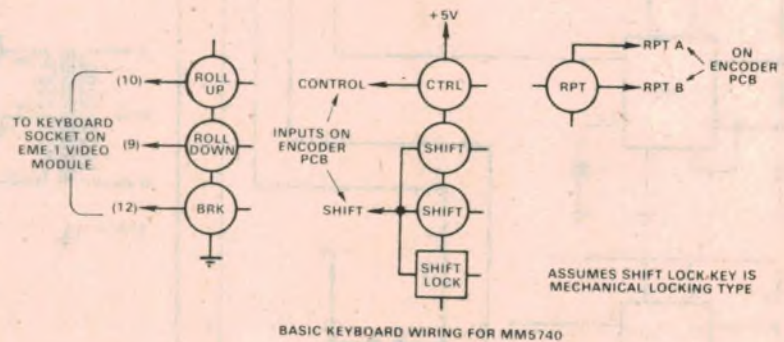 TO KEYBOARD
SOCKET ON
EME-1 VIDEO
MODULE
(10)
ROLL
UP
(9)
ROLL
DOWN
(12)
BRK
+5V
CONTROL
CTRL
INPUTS ON
ENCODER
PCB
SHIFT
SHIFT
SHIFT
SHIFT
LOCK
RPT
RPT A
RPT B
ON
ENCODER
PCB
ASSUMES SHIFT LOCK KEY IS
MECHANICAL LOCKING TYPE
BASIC KEYBOARD WIRING FOR MM5740